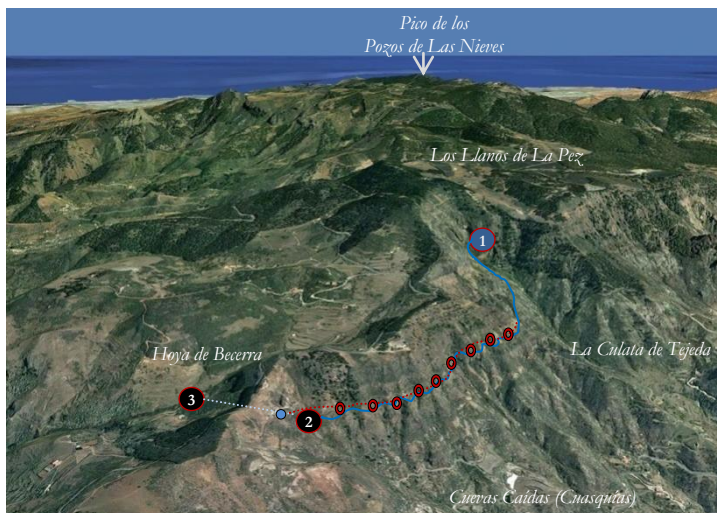 Pico de los
Pozos de Las Nieves
Los Llanos de La Pez
1
Hoya de Becerra
La Culata de Tejeda
3
2
Cuevas Caídas (Cuasquías)